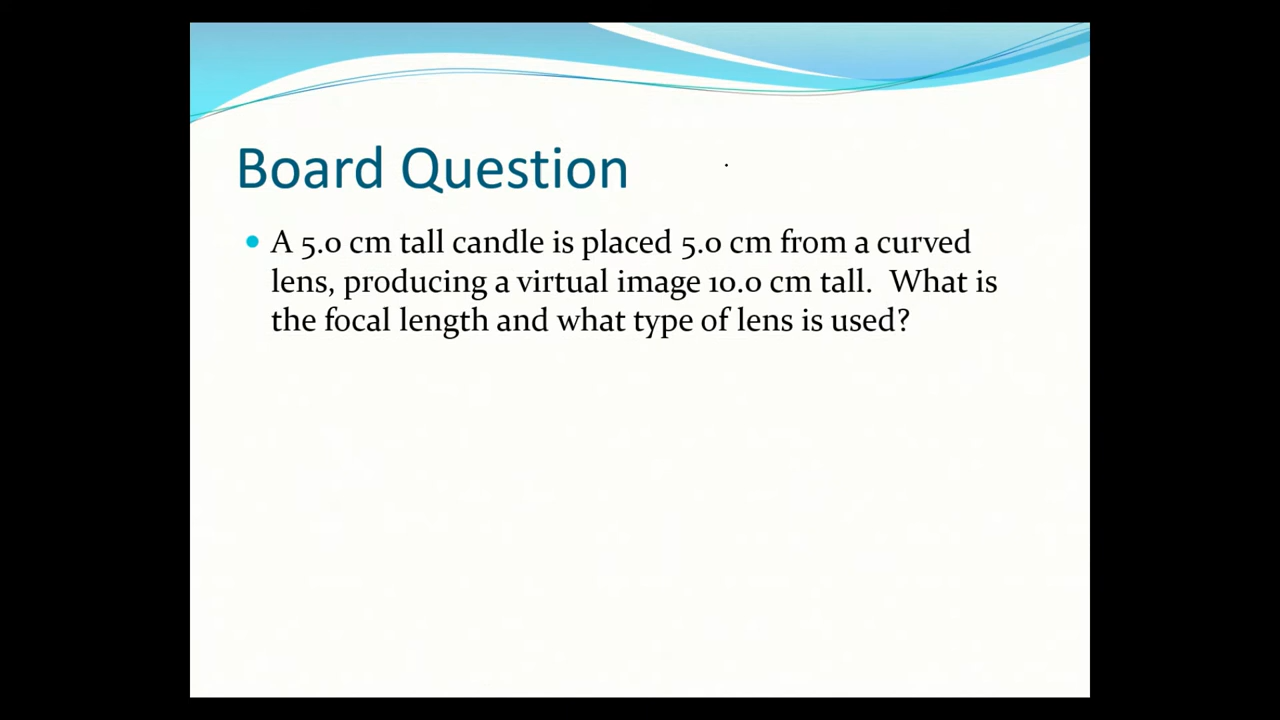 Board Question
A 5.0 cm tall candle is placed 5.0 cm from a curved
lens, producing a virtual image 10.0 cm tall.  What is
the focal length and what type of lens is used?